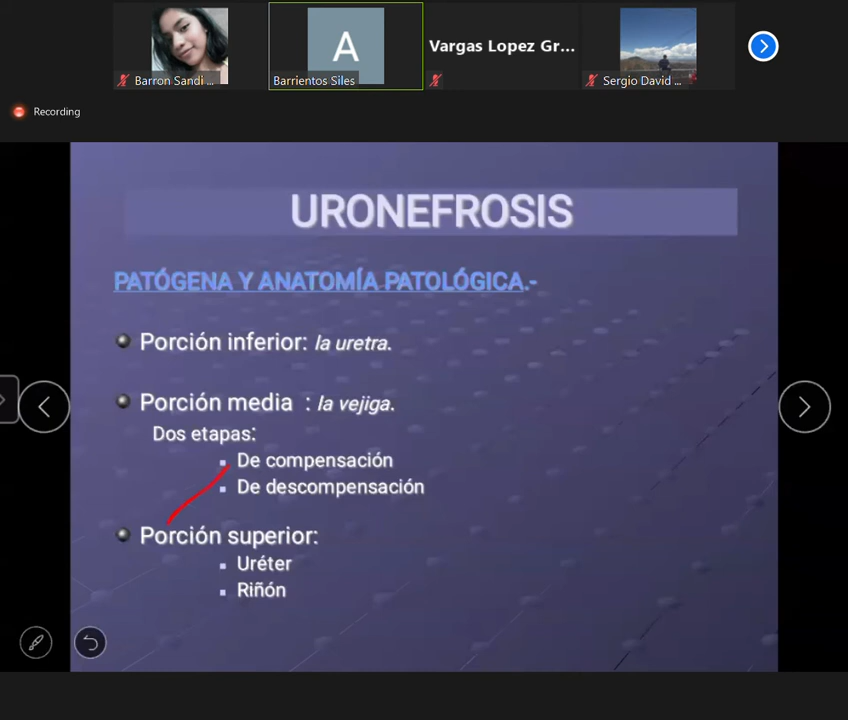 Barron Sandi ...
A
Barrientos Siles
Vargas Lopez Gr...
Sergio David ...
Recording
URONEFROSIS
PATÓGENA Y ANATOMÍA PATOLÓGICA.-
Porción inferior: la uretra.
Porción media : la vejiga.
Dos etapas:
De compensación
De descompensación
Porción superior:
Uréter
Riñón